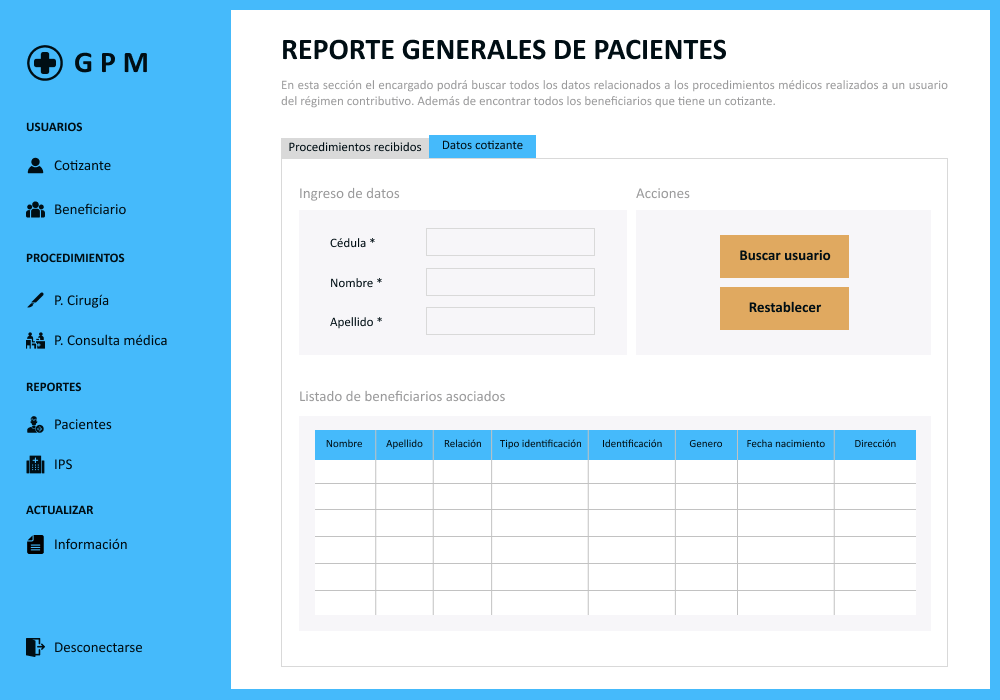 GPM
USUARIOS
Cotizante
Beneficiario
PROCEDIMIENTOS
P. Cirugía
P. Consulta médica
REPORTES
Pacientes
IPS
ACTUALIZAR
Información
Desconectarse
REPORTE GENERALES DE PACIENTES
En esta sección el encargado podrá buscar todos los datos relacionados a los procedimientos médicos realizados a un usuario
del régimen contributivo. Además de encontrar todos los beneficiarios que tiene un cotizante.
Procedimientos recibidos Datos cotizante
Ingreso de datos
Cédula *
Nombre *
Apellido *
Acciones
Buscar usuario
Restablecer
Listado de beneficiarios asociados
Nombre Apellido Relación Tipo identificación Identificación Genero Fecha nacimiento Dirección